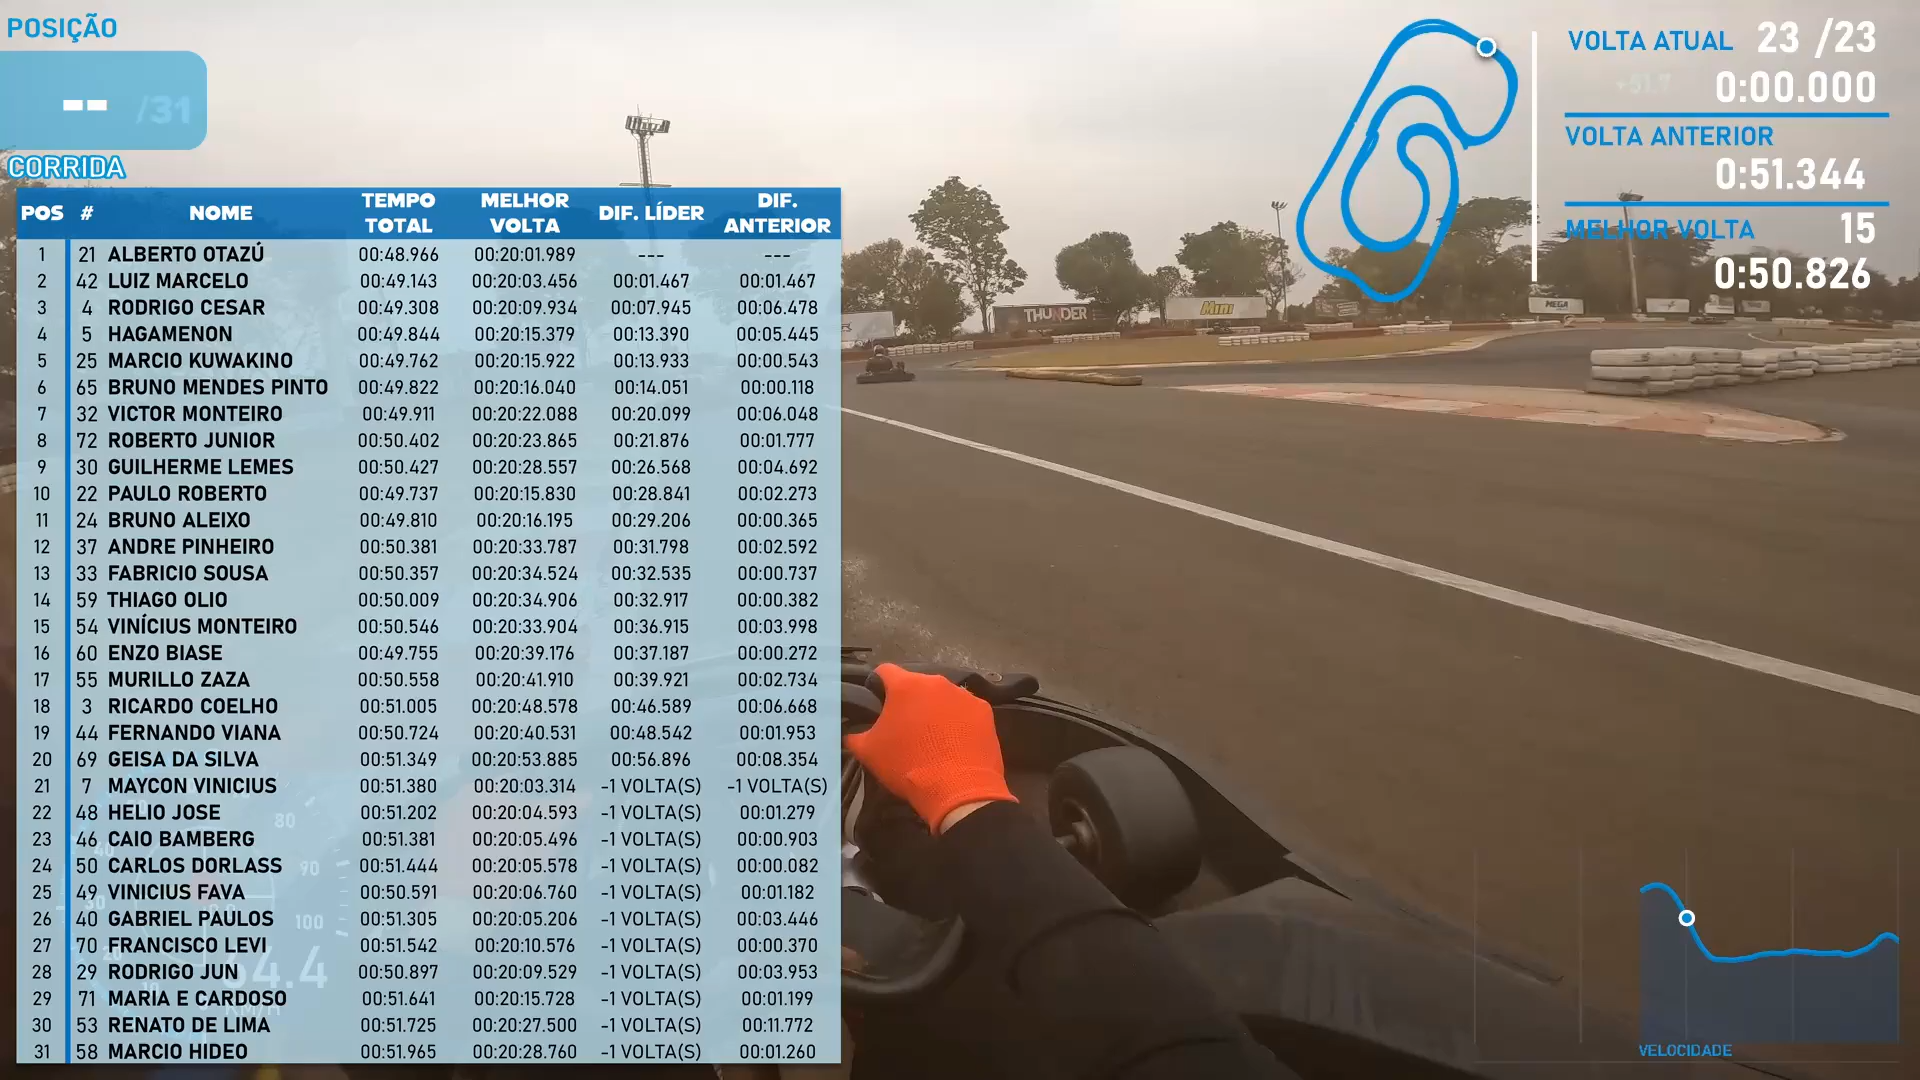 POSIÇÃO
-- /31
CORRIDA
VOLTA ATUAL 23 /23
+51.7
0:00.000
VOLTA ANTERIOR
0:51.344
MELHOR VOLTA 15
0:50.826
POS # NOME TEMPO TOTAL MELHOR VOLTA DIF. LÍDER DIF. ANTERIOR
1 21 ALBERTO OTAZÚ 00:48.966 00:20:01.989 --- ---
2 42 LUIZ MARCELO 00:49.143 00:20:03.456 00:01.467 00:01.467
3 4 RODRIGO CESAR 00:49.308 00:20:09.934 00:07.945 00:06.478
4 5 HAGAMENON 00:49.844 00:20:15.379 00:13.390 00:05.445
5 25 MARCIO KUWAKINO 00:49.762 00:20:15.922 00:13.933 00:00.543
6 65 BRUNO MENDES PINTO 00:49.822 00:20:16.040 00:14.051 00:00.118
7 32 VICTOR MONTEIRO 00:49.911 00:20:22.088 00:20.099 00:06.048
8 72 ROBERTO JUNIOR 00:50.402 00:20:23.865 00:21.876 00:01.777
9 30 GUILHERME LEMES 00:50.427 00:20:28.557 00:26.568 00:04.692
10 22 PAULO ROBERTO 00:49.737 00:20:15.830 00:28.841 00:02.273
11 24 BRUNO ALEIXO 00:49.810 00:20:16.195 00:29.206 00:00.365
12 37 ANDRE PINHEIRO 00:50.381 00:20:33.787 00:31.798 00:02.592
13 33 FABRICIO SOUSA 00:50.357 00:20:34.524 00:32.535 00:00.737
14 59 THIAGO OLIO 00:50.009 00:20:34.906 00:32.917 00:00.382
15 54 VINÍCIUS MONTEIRO 00:50.546 00:20:33.904 00:36.915 00:03.998
16 60 ENZO BIASE 00:49.755 00:20:39.176 00:37.187 00:00.272
17 55 MURILLO ZAZA 00:50.558 00:20:41.910 00:39.921 00:02.734
18 3 RICARDO COELHO 00:51.005 00:20:48.578 00:46.589 00:06.668
19 44 FERNANDO VIANA 00:50.724 00:20:40.531 00:48.542 00:01.953
20 69 GEISA DA SILVA 00:51.349 00:20:53.885 00:56.896 00:08.354
21 7 MAYCON VINICIUS 00:51.380 00:20:03.314 -1 VOLTA(S) -1 VOLTA(S)
22 48 HELIO JOSE 00:51.202 00:20:04.593 -1 VOLTA(S) 00:01.279
23 46 CAIO BAMBERG 00:51.381 00:20:05.496 -1 VOLTA(S) 00:00.903
24 50 CARLOS DORLASS 00:51.444 00:20:05.578 -1 VOLTA(S) 00:00.082
25 49 VINICIUS FAVA 00:50.591 00:20:06.760 -1 VOLTA(S) 00:01.182
26 40 GABRIEL PAULOS 00:51.305 00:20:05.206 -1 VOLTA(S) 00:03.446
27 70 FRANCISCO LEVI 00:51.542 00:20:10.576 -1 VOLTA(S) 00:00.370
28 29 RODRIGO JUN 00:50.897 00:20:09.529 -1 VOLTA(S) 00:03.953
29 71 MARIA E CARDOSO 00:51.641 00:20:15.728 -1 VOLTA(S) 00:01.199
30 53 RENATO DE LIMA 00:51.725 00:20:27.500 -1 VOLTA(S) 00:11.772
31 58 MARCIO HIDEO 00:51.965 00:20:28.760 -1 VOLTA(S) 00:01.260
THUNDER
Mini
MEGA
80
90
100
64.4
KM/H
VELOCIDADE